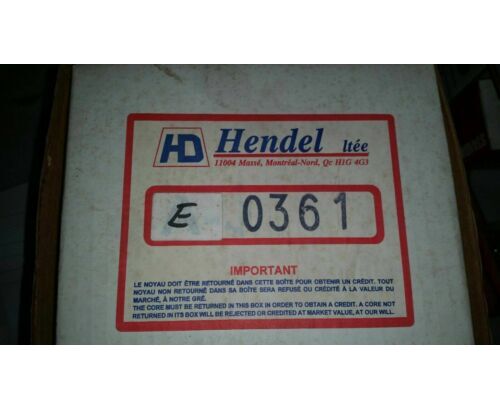 HD Hendel ltée
11004 Massé, Montréal-Nord, Qc H1G 4G3
E 0361
IMPORTANT
LE NOYAU DOIT ÊTRE RETOURNÉ DANS CETTE BOÎTE POUR OBTENIR UN CRÉDIT. TOUT
NOYAU NON RETOURNÉ DANS SA BOÎTE SERA REFUSÉ OU CRÉDITÉ À LA VALEUR DU
MARCHÉ, À NOTRE GRÉ.
THE CORE MUST BE RETURNED IN THIS BOX IN ORDER TO OBTAIN A CREDIT. A CORE NOT
RETURNED IN ITS BOX WILL BE REJECTED OR CREDITED AT MARKET VALUE, AT OUR WILL.